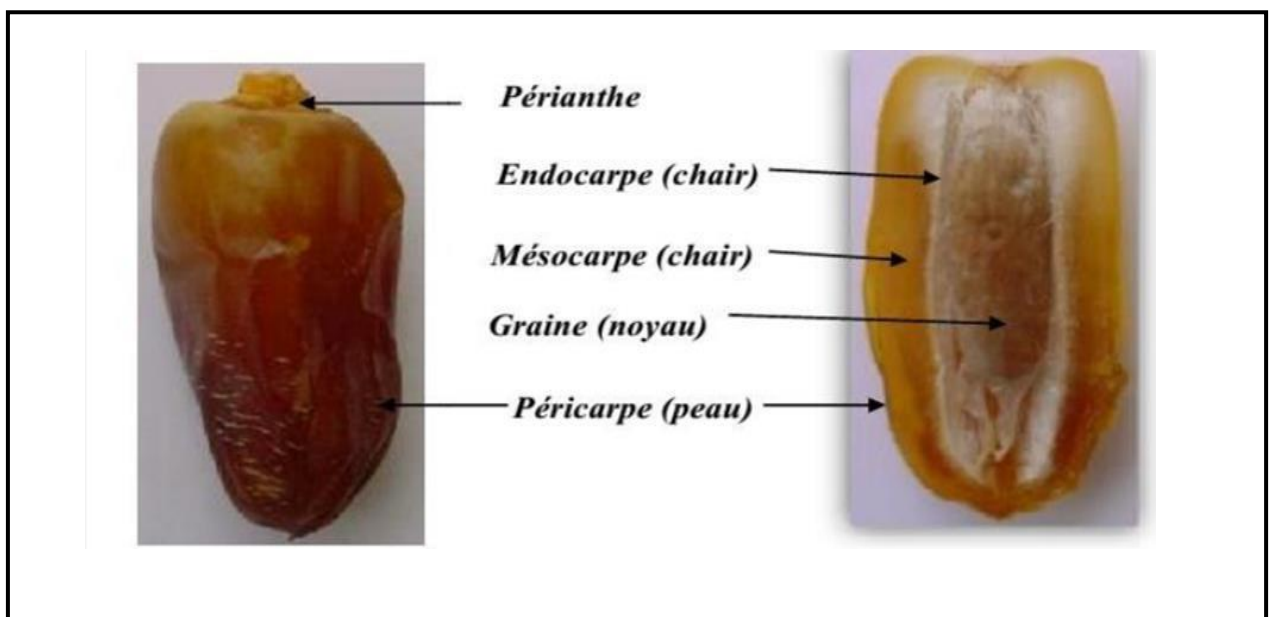 Périanthe
Endocarpe (chair)
Mésocarpe (chair)
Graine (noyau)
Péricarpe (peau)